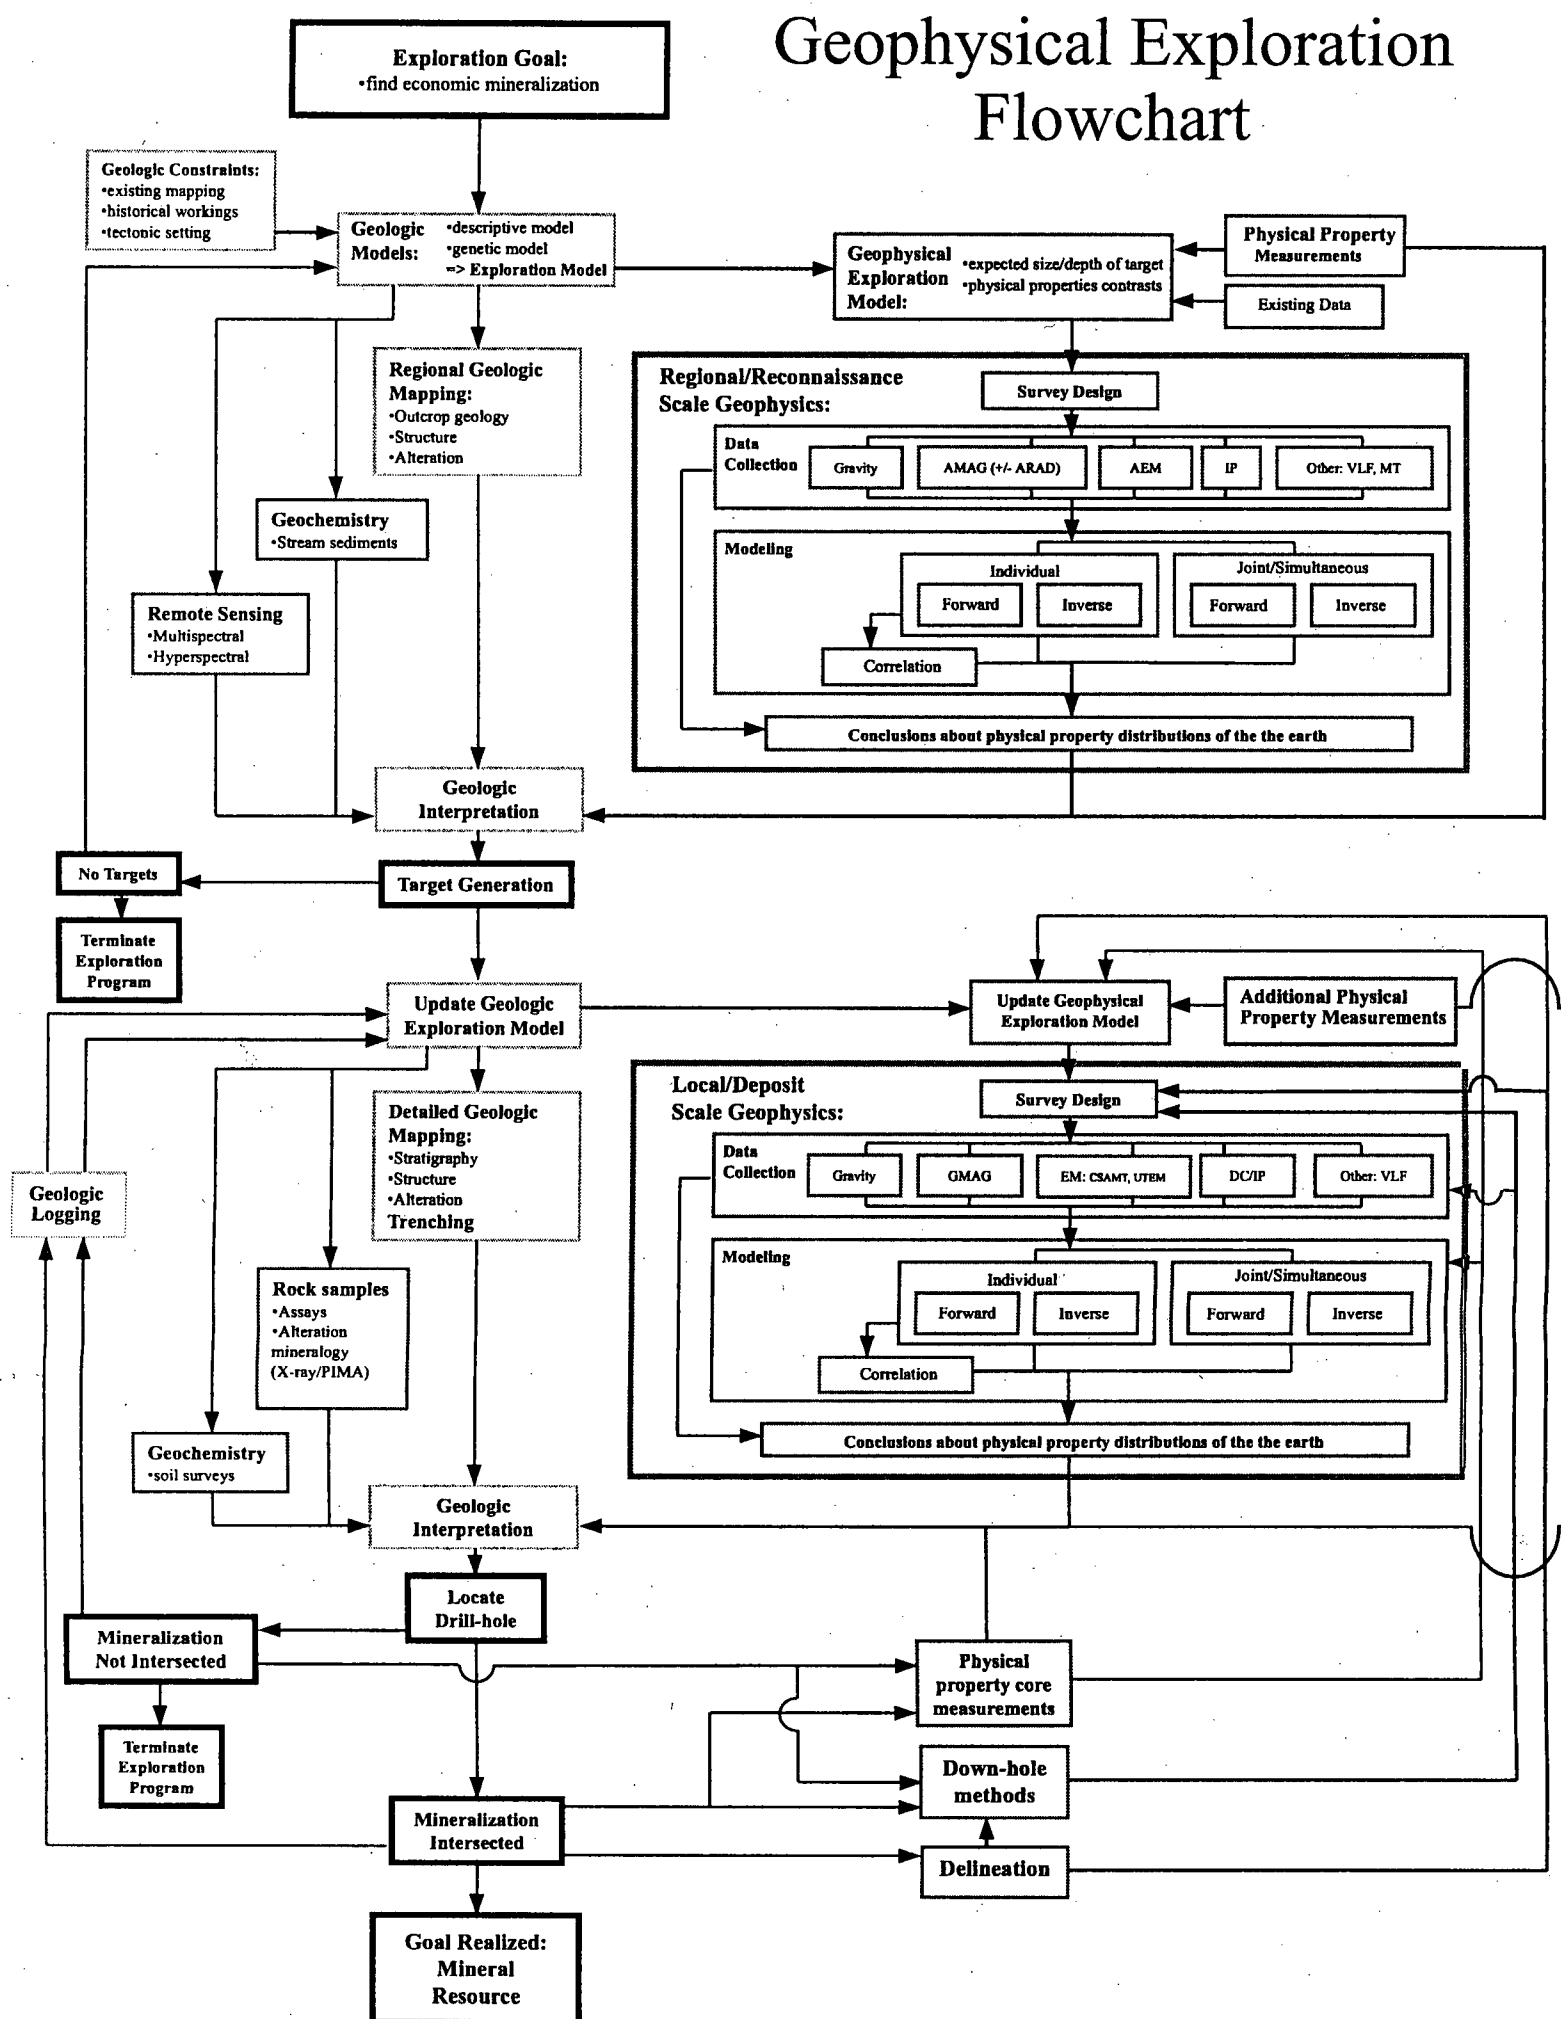 Geophysical Exploration
Flowchart
Exploration Goal:
•find economic mineralization
Geologic Constraints:
•existing mapping
•historical workings
•tectonic setting
Geologic
Models:
•descriptive model
•genetic model
=> Exploration Model
Geophysical
Exploration
Model:
•expected size/depth of target
•physical properties contrasts
Physical Property
Measurements
Existing Data
Regional Geologic
Mapping:
•Outcrop geology
•Structure
•Alteration
Geochemistry
•Stream sediments
Remote Sensing
•Multispectral
•Hyperspectral
Regional/Reconnaissance
Scale Geophysics:
Survey Design
Data
Collection
Gravity
AMAG (+/- ARAD)
AEM
IP
Other: VLF, MT
Modeling
Individual
Forward
Inverse
Joint/Simultaneous
Forward
Inverse
Correlation
Conclusions about physical property distributions of the the earth
Geologic
Interpretation
No Targets
Target Generation
Terminate
Exploration
Program
Update Geologic
Exploration Model
Update Geophysical
Exploration Model
Additional Physical
Property Measurements
Detailed Geologic
Mapping:
•Stratigraphy
•Structure
•Alteration
Trenching
Geologic
Logging
Rock samples
•Assays
•Alteration
mineralogy
(X-ray/PIMA)
Geochemistry
•soil surveys
Local/Deposit
Scale Geophysics:
Survey Design
Data
Collection
Gravity
GMAG
EM: CSAMT, UTEM
DC/IP
Other: VLF
Modeling
Individual
Forward
Inverse
Joint/Simultaneous
Forward
Inverse
Correlation
Conclusions about physical property distributions of the the earth
Geologic
Interpretation
Locate
Drill-hole
Mineralization
Not Intersected
Terminate
Exploration
Program
Physical
property core
measurements
Down-hole
methods
Mineralization
Intersected
Delineation
Goal Realized:
Mineral
Resource